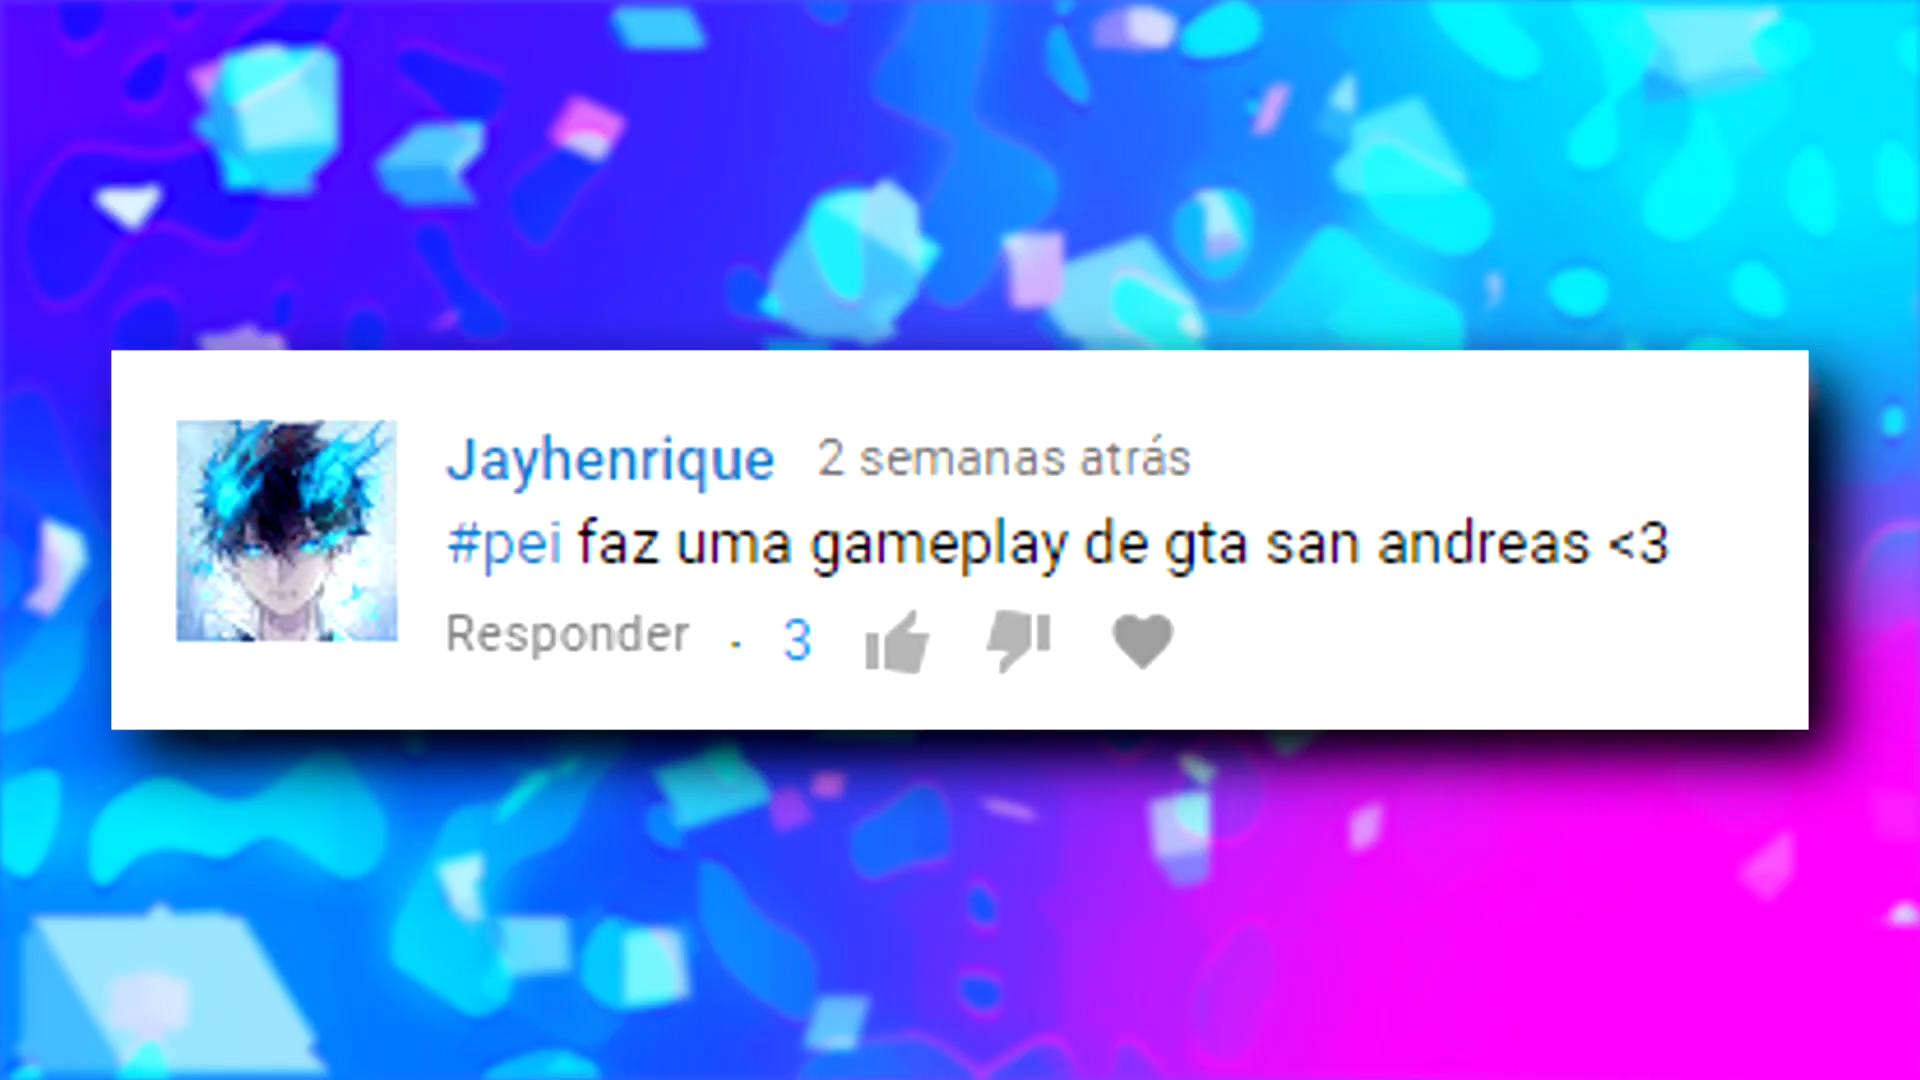 Jayhenrique 2 semanas atrás
#pei faz uma gameplay de gta san andreas <3
Responder · 3